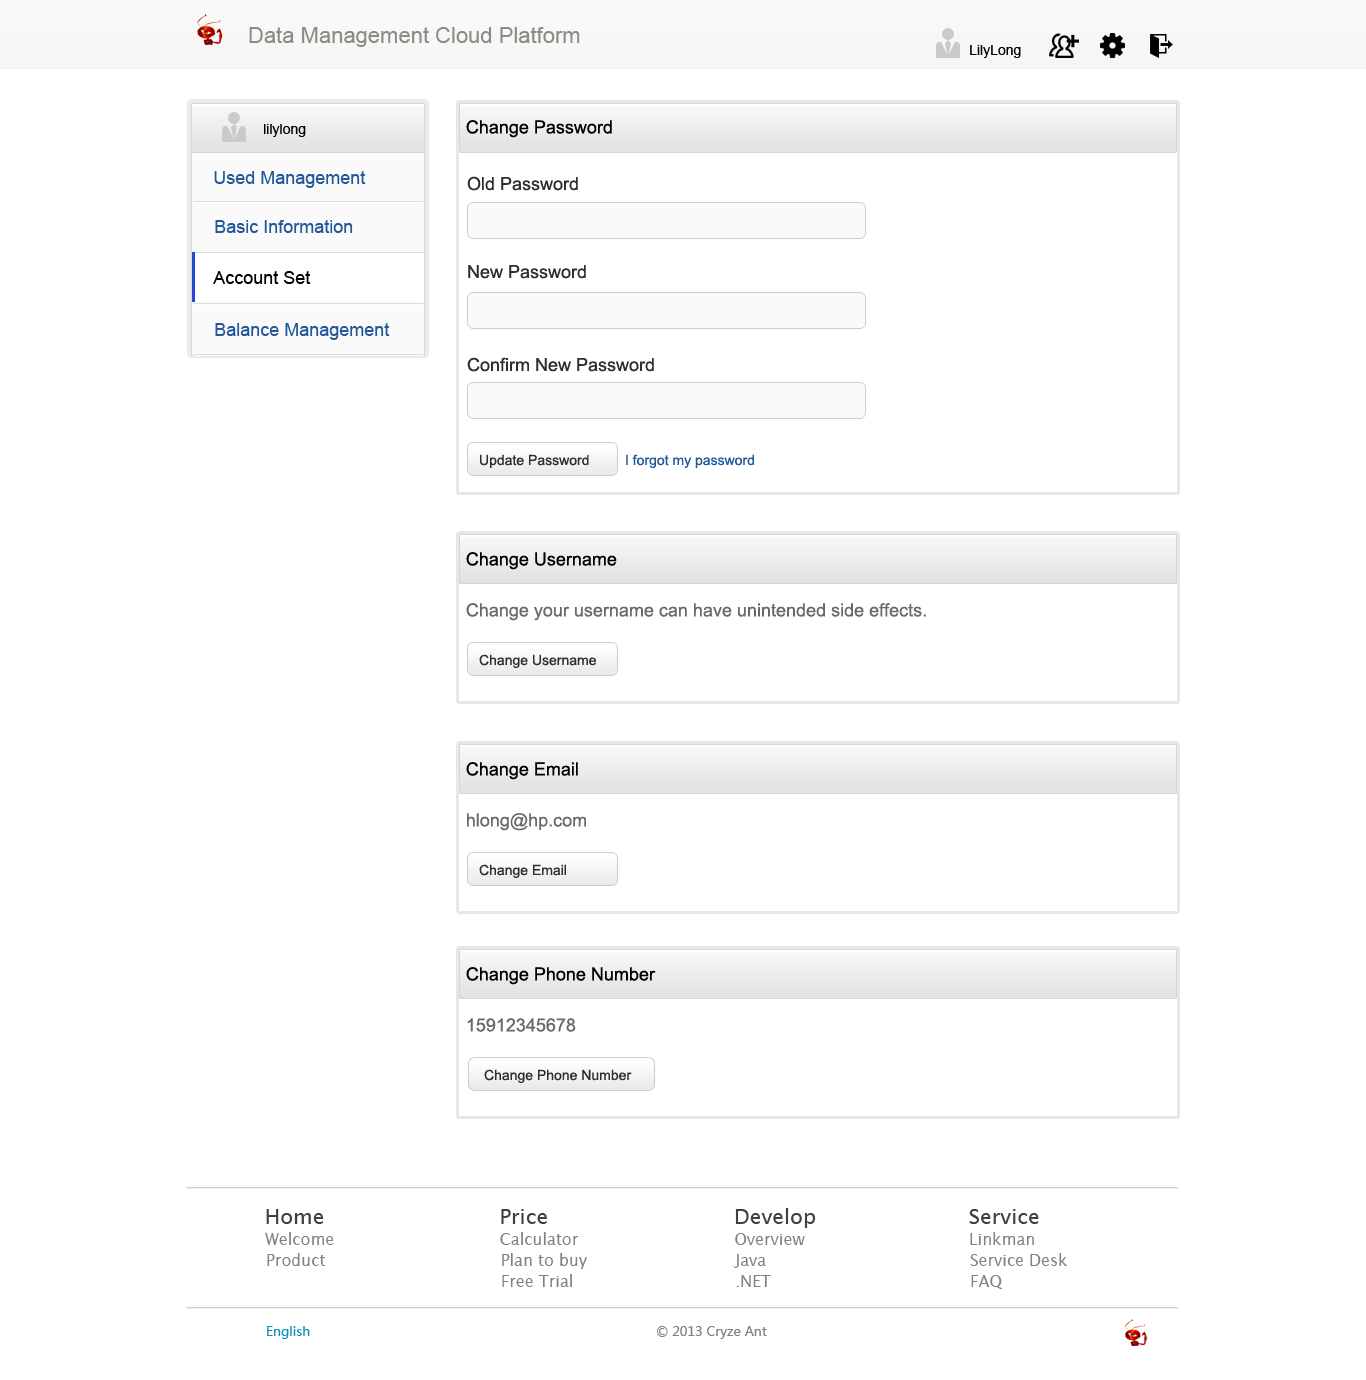 Data Management Cloud Platform
LilyLong
lilylong
Used Management
Basic Information
Account Set
Balance Management
Change Password
Old Password
New Password
Confirm New Password
Update Password
I forgot my password
Change Username
Change your username can have unintended side effects.
Change Username
Change Email
hlong@hp.com
Change Email
Change Phone Number
15912345678
Change Phone Number
Home
Welcome
Product
Price
Calculator
Plan to buy
Free Trial
Develop
Overview
Java
.NET
Service
Linkman
Service Desk
FAQ
English
© 2013 Cryze Ant